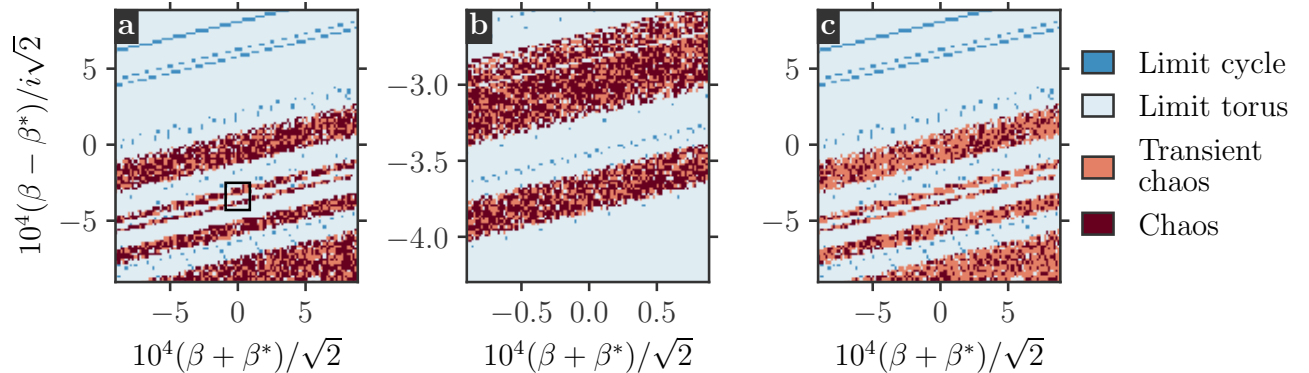 a
b
c
10⁴(β − β*)/i√2
5
0
−5
−3.0
−3.5
−4.0
5
0
−5
−5
0
5
−0.5
0.0
0.5
−5
0
5
10⁴(β + β*)/√2
10⁴(β + β*)/√2
10⁴(β + β*)/√2
Limit cycle
Limit torus
Transient
chaos
Chaos